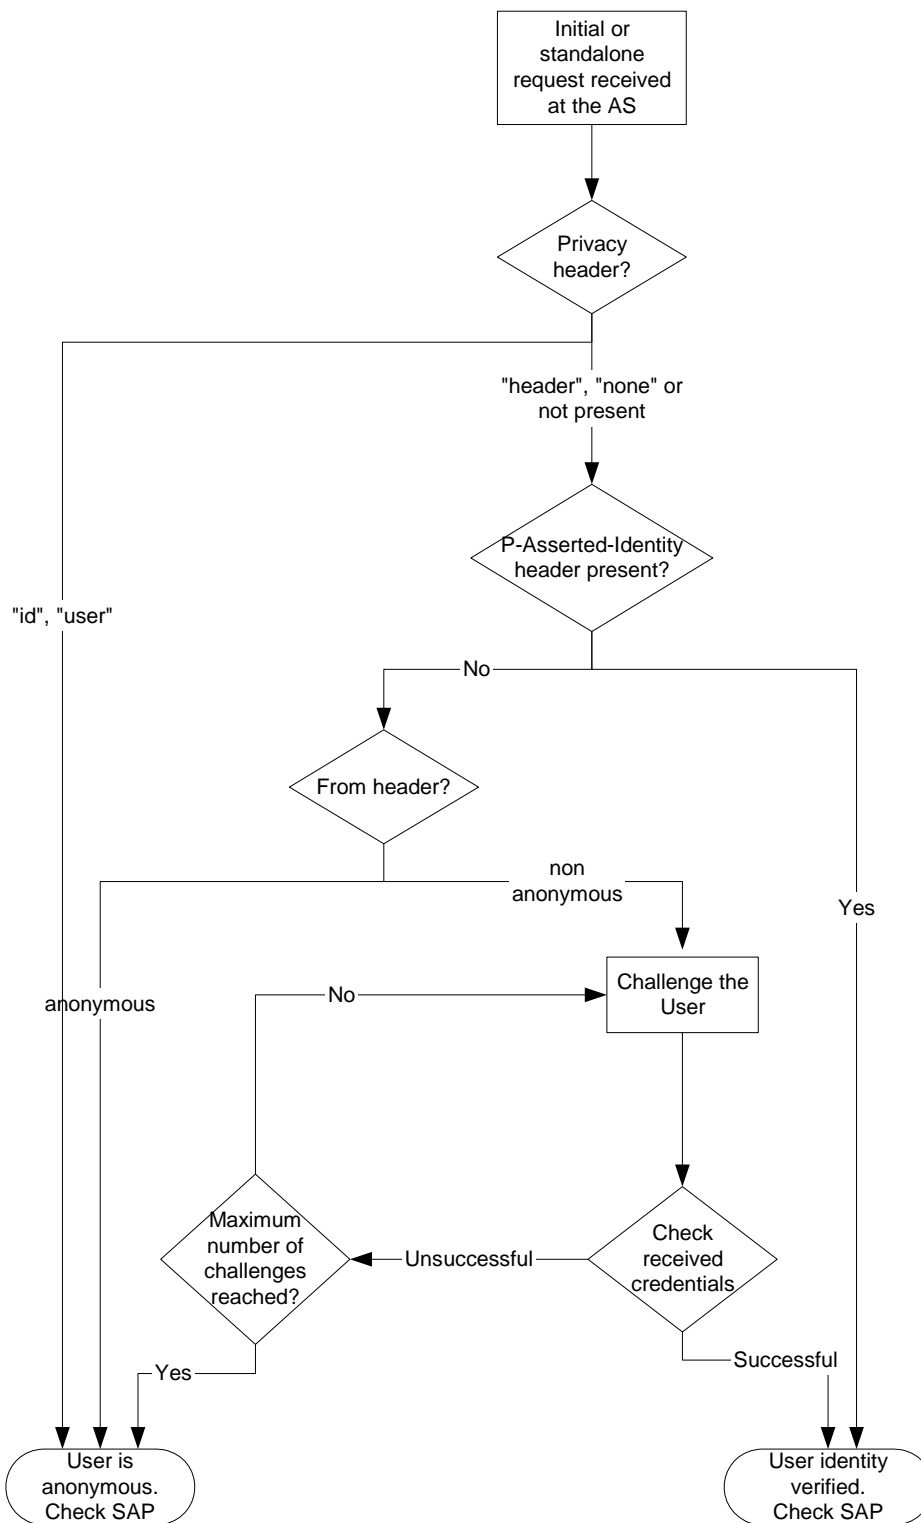 Initial or
standalone
request received
at the AS
Privacy
header?
"header", "none" or
not present
P-Asserted-Identity
header present?
"id", "user"
No
From header?
non
anonymous
Yes
anonymous
No
Challenge the
User
Maximum
number of
challenges
reached?
Unsuccessful
Check
received
credentials
Yes
Successful
User is
anonymous.
Check SAP
User identity
verified.
Check SAP